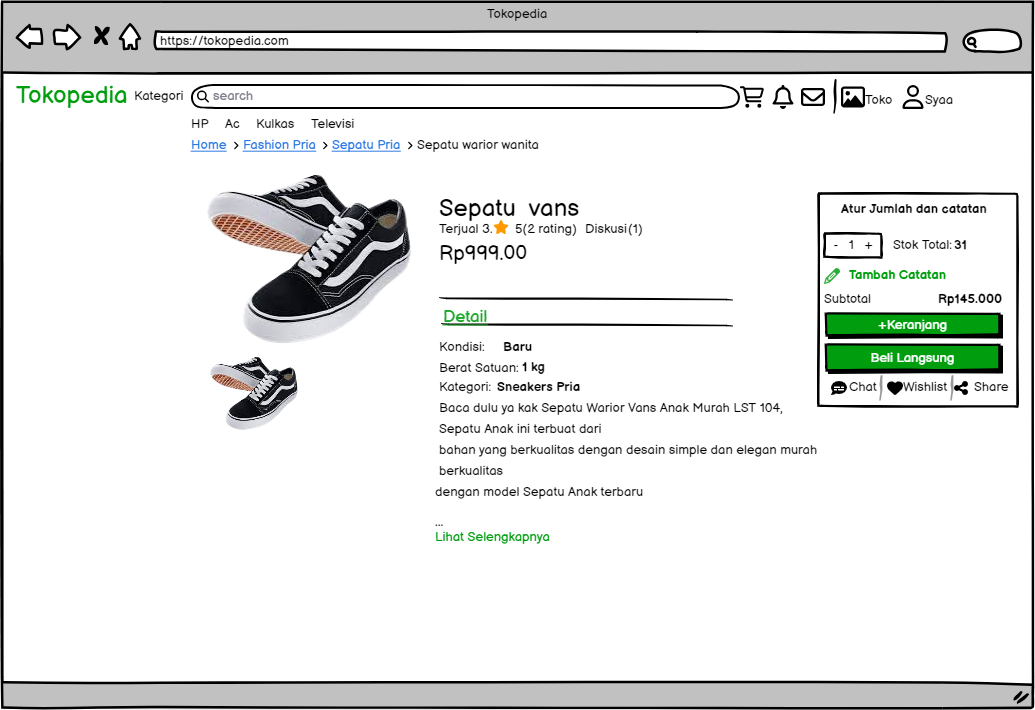 Tokopedia
https://tokopedia.com
Tokopedia Kategori search Toko Syaa
HP Ac Kulkas Televisi
Home > Fashion Pria > Sepatu Pria > Sepatu warior wanita
Sepatu vans
Terjual 3. 5(2 rating) Diskusi(1)
Rp999.00
Detail
Kondisi: Baru
Berat Satuan: 1 kg
Kategori: Sneakers Pria
Baca dulu ya kak Sepatu Warior Vans Anak Murah LST 104,
Sepatu Anak ini terbuat dari
bahan yang berkualitas dengan desain simple dan elegan murah
berkualitas
dengan model Sepatu Anak terbaru
...
Lihat Selengkapnya
Atur Jumlah dan catatan
- 1 + Stok Total: 31
Tambah Catatan
Subtotal Rp145.000
+Keranjang
Beli Langsung
Chat Wishlist Share